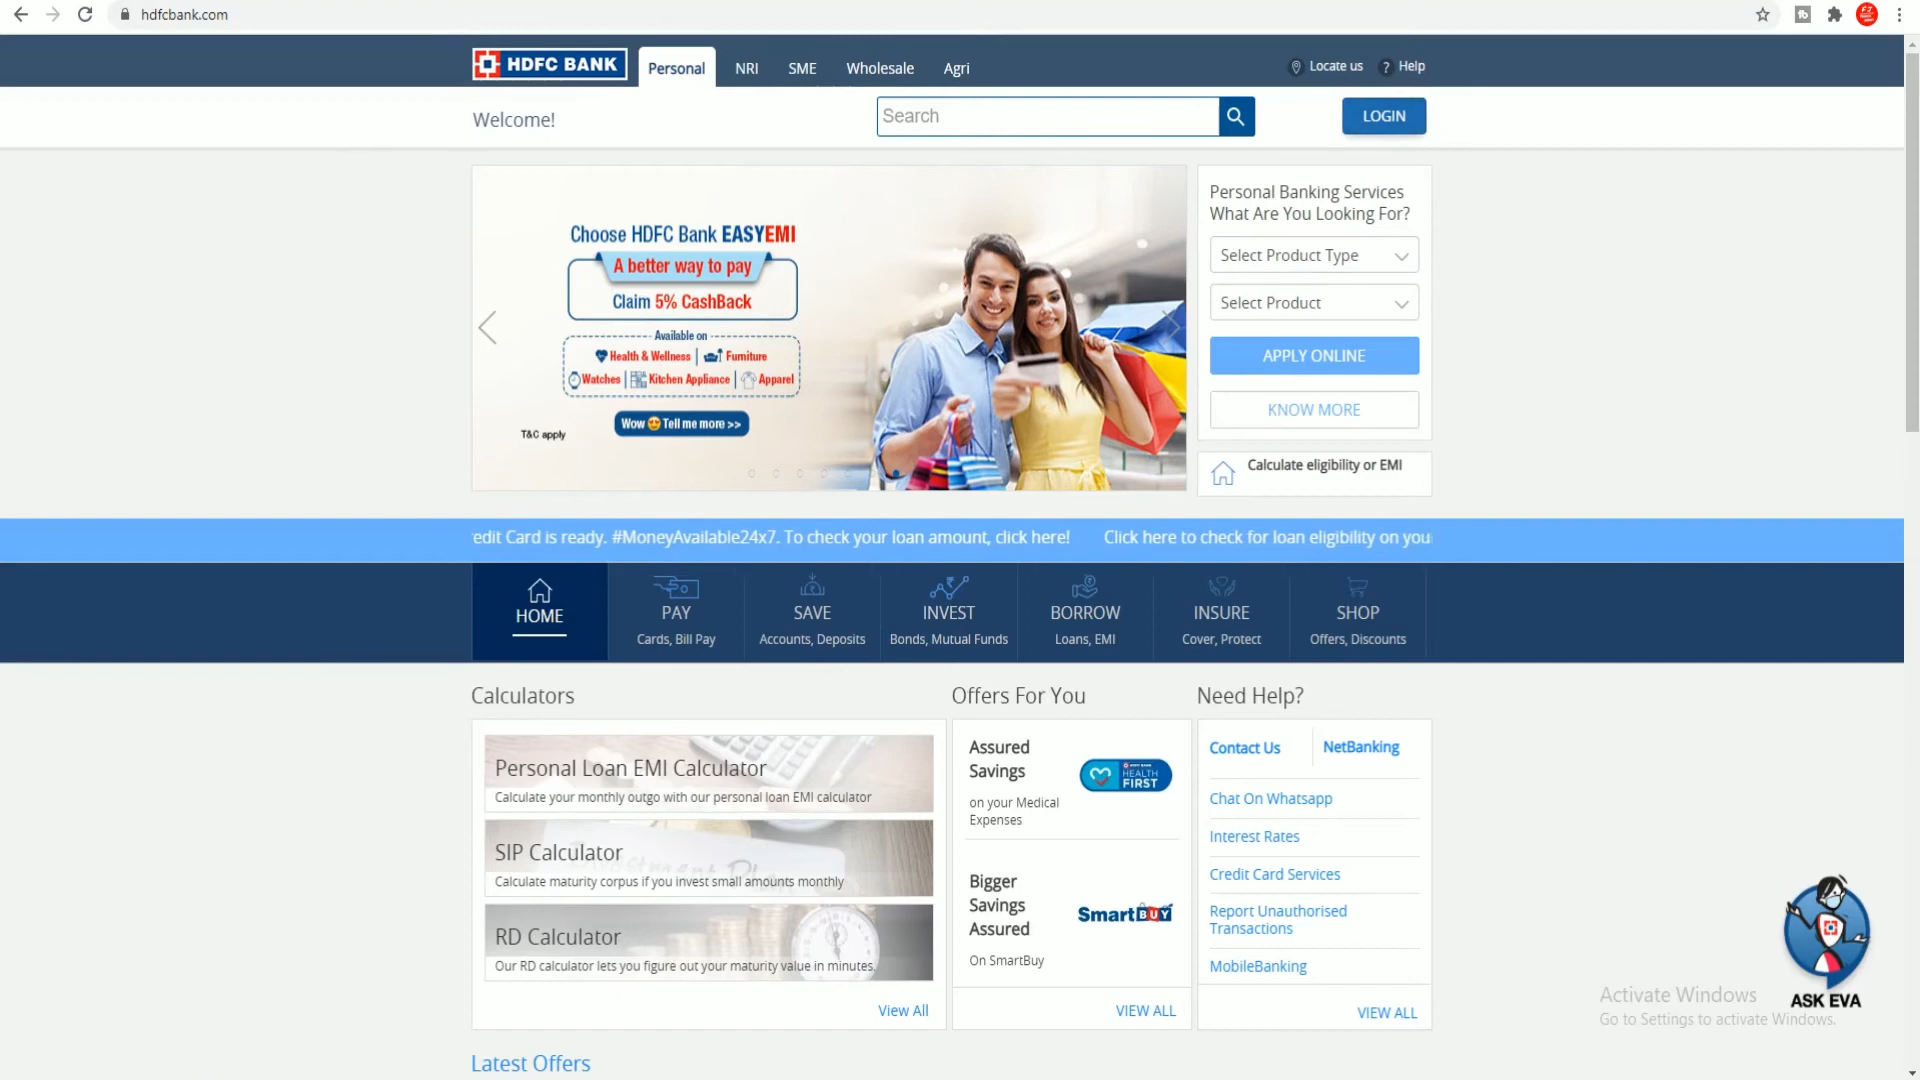 hdfcbank.com
HDFC BANK
Personal
NRI
SME
Wholesale
Agri
Locate us
? Help
Welcome!
Search
LOGIN
Choose HDFC Bank EASYEMI
A better way to pay
Claim 5% CashBack
Available on
Health & Wellness | Furniture
Watches | Kitchen Appliance | Apparel
Wow Tell me more >>
T&C apply
Personal Banking Services
What Are You Looking For?
Select Product Type
Select Product
APPLY ONLINE
KNOW MORE
Calculate eligibility or EMI
edit Card is ready. #MoneyAvailable24x7. To check your loan amount, click here!
Click here to check for loan eligibility on you
HOME
PAY
Cards, Bill Pay
SAVE
Accounts, Deposits
INVEST
Bonds, Mutual Funds
BORROW
Loans, EMI
INSURE
Cover, Protect
SHOP
Offers, Discounts
Calculators
Personal Loan EMI Calculator
Calculate your monthly outgo with our personal loan EMI calculator
SIP Calculator
Calculate maturity corpus if you invest small amounts monthly
RD Calculator
Our RD calculator lets you figure out your maturity value in minutes.
View All
Offers For You
Assured
Savings
on your Medical
Expenses
HDFC BANK
HEALTH
FIRST
Bigger
Savings
Assured
On SmartBuy
SmartBUY
VIEW ALL
Need Help?
Contact Us
NetBanking
Chat On Whatsapp
Interest Rates
Credit Card Services
Report Unauthorised
Transactions
MobileBanking
VIEW ALL
ASK EVA
Activate Windows
Go to Settings to activate Windows.
Latest Offers